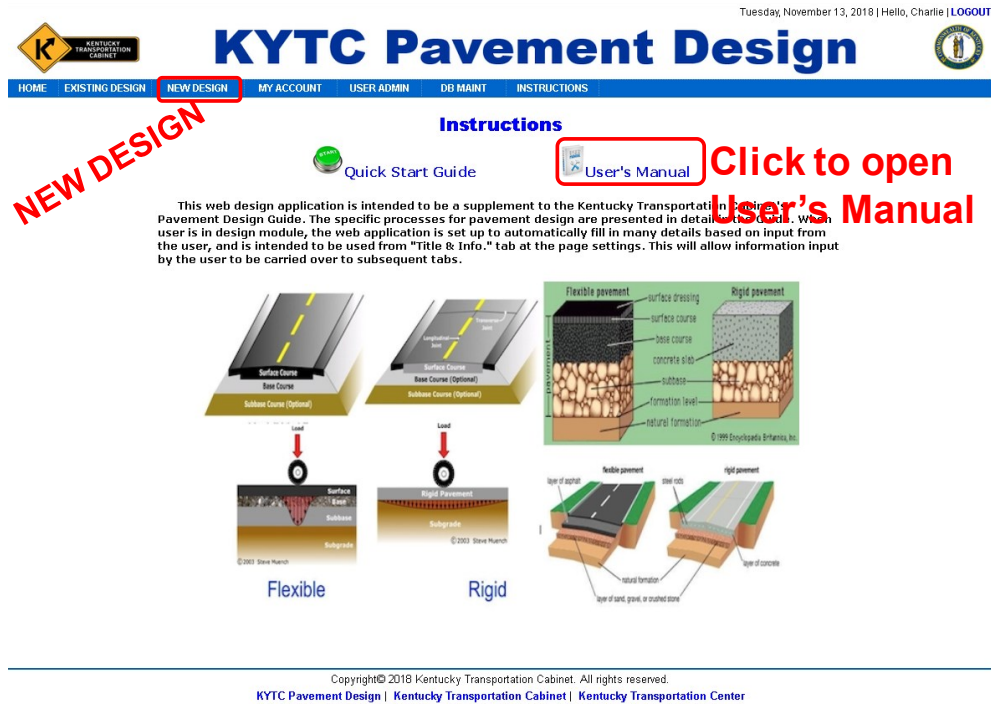 Tuesday, November 13, 2018 | Hello, Charlie | LOGOUT
KENTUCKY
TRANSPORTATION
CABINET
KYTC Pavement Design
HOME EXISTING DESIGN NEW DESIGN MY ACCOUNT USER ADMIN DB MAINT INSTRUCTIONS
NEW DESIGN
Instructions
START
Quick Start Guide
User's Manual
Click to open
User's Manual
This web design application is intended to be a supplement to the Kentucky Transportation Cabinet's
Pavement Design Guide. The specific processes for pavement design are presented in detail in the Guide. When
user is in design module, the web application is set up to automatically fill in many details based on input from
the user, and is intended to be used from "Title & Info." tab at the page settings. This will allow information input
by the user to be carried over to subsequent tabs.
Surface Course
Base Course
Subbase Course (Optional)
Transverse
Joint
Longitudinal
Joint
Surface Course
Base Course (Optional)
Subbase Course (Optional)
Flexible pavement
Rigid pavement
surface dressing
surface course
base course
concrete slab
subbase
formation level
natural formation
pavement
© 1999 Encyclopædia Britannica, Inc.
Load
Surface
Base
Subbase
Subgrade
©2003 Steve Muench
Flexible
Load
Rigid Pavement
Subgrade
©2003 Steve Muench
Rigid
flexible pavement
rigid pavement
layer of asphalt
steel rods
layer of concrete
natural formation
layer of sand, gravel, or crushed stone
Copyright© 2018 Kentucky Transportation Cabinet. All rights reserved.
KYTC Pavement Design | Kentucky Transportation Cabinet | Kentucky Transportation Center